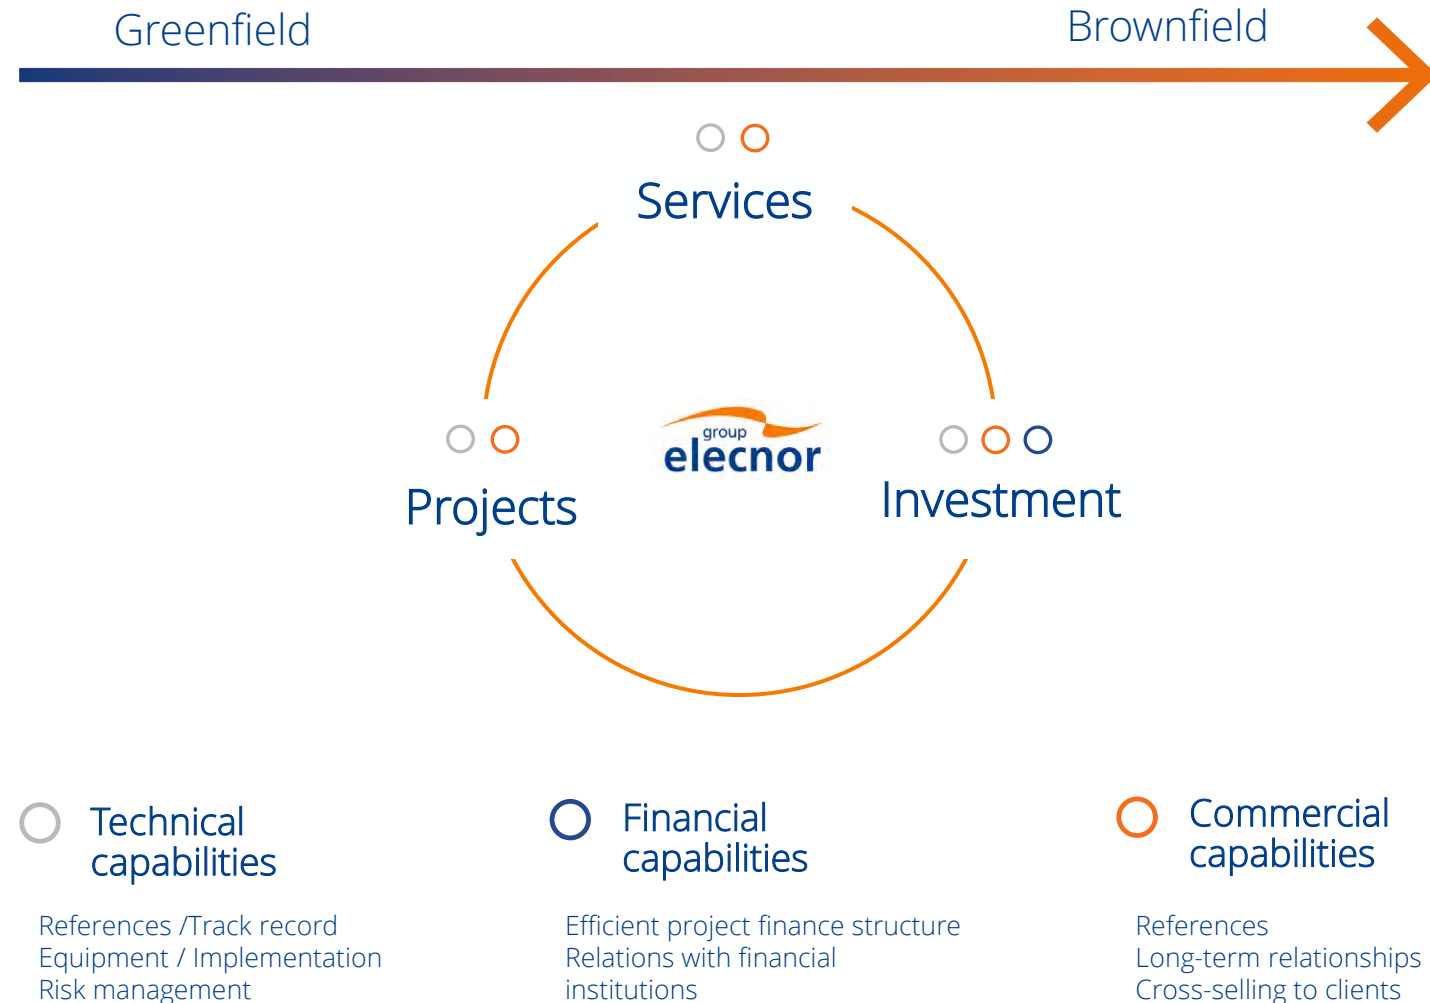 Greenfield
Brownfield
Services
group
elecnor
Projects
Investment
Technical
capabilities
References /Track record
Equipment / Implementation
Risk management
Financial
capabilities
Efficient project finance structure
Relations with financial
institutions
Commercial
capabilities
References
Long-term relationships
Cross-selling to clients